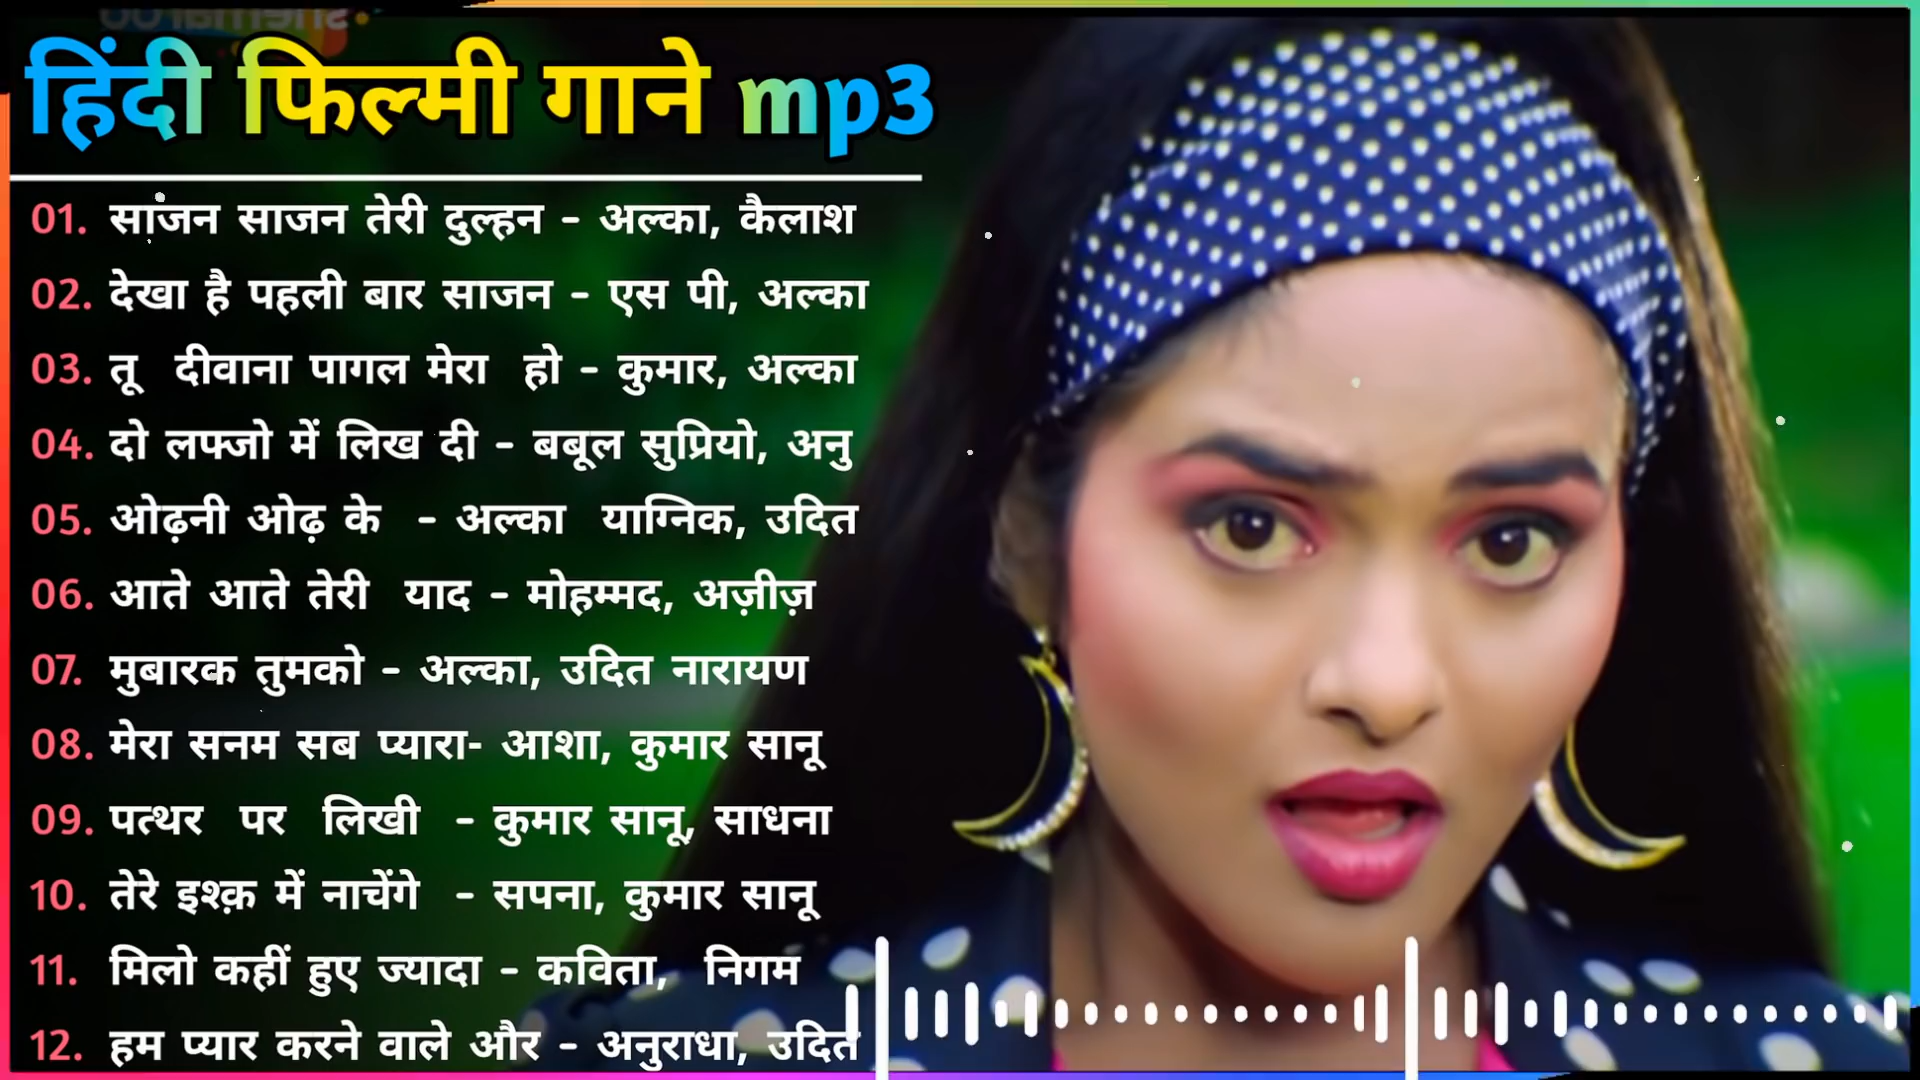 हिंदी फिल्मी गाने mp3
01. साजन साजन तेरी दुल्हन - अल्का, कैलाश
02. देखा है पहली बार साजन - एस पी, अल्का
03. तू दीवाना पागल मेरा हो - कुमार, अल्का
04. दो लफ्जो में लिख दी - बबूल सुप्रियो, अनु
05. ओढ़नी ओढ़ के - अल्का याग्निक, उदित
06. आते आते तेरी याद - मोहम्मद, अज़ीज़
07. मुबारक तुमको - अल्का, उदित नारायण
08. मेरा सनम सब प्यारा- आशा, कुमार सानू
09. पत्थर पर लिखी - कुमार सानू, साधना
10. तेरे इश्क़ में नाचेंगे - सपना, कुमार सानू
11. मिलो कहीं हुए ज्यादा - कविता, निगम
12. हम प्यार करने वाले और - अनुराधा, उदित